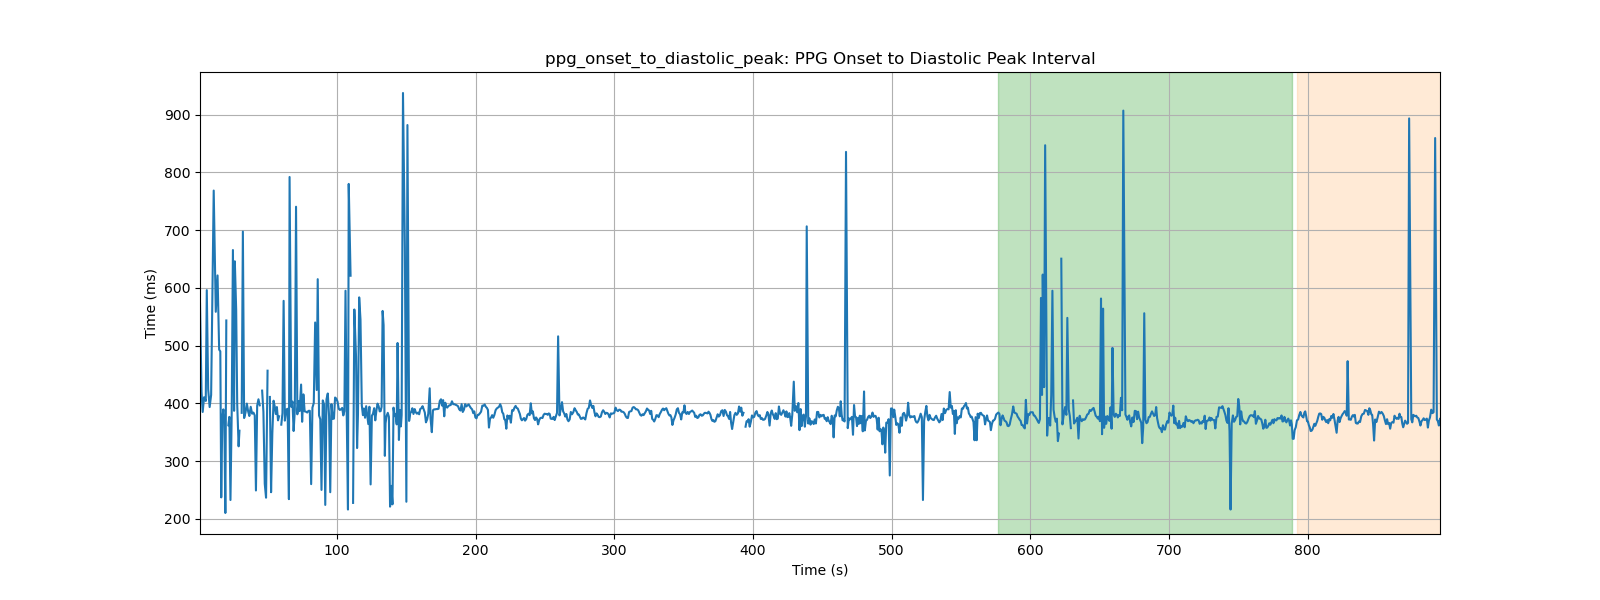 ppg_onset_to_diastolic_peak: PPG Onset to Diastolic Peak Interval
Time (ms)
900
800
700
600
500
400
300
200
100 200 300 400 500 600 700 800
Time (s)